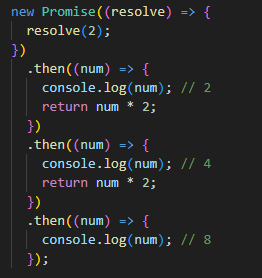 new Promise((resolve) => {
  resolve(2);
})
  .then((num) => {
    console.log(num); // 2
    return num * 2;
  })
  .then((num) => {
    console.log(num); // 4
    return num * 2;
  })
  .then((num) => {
    console.log(num); // 8
  });